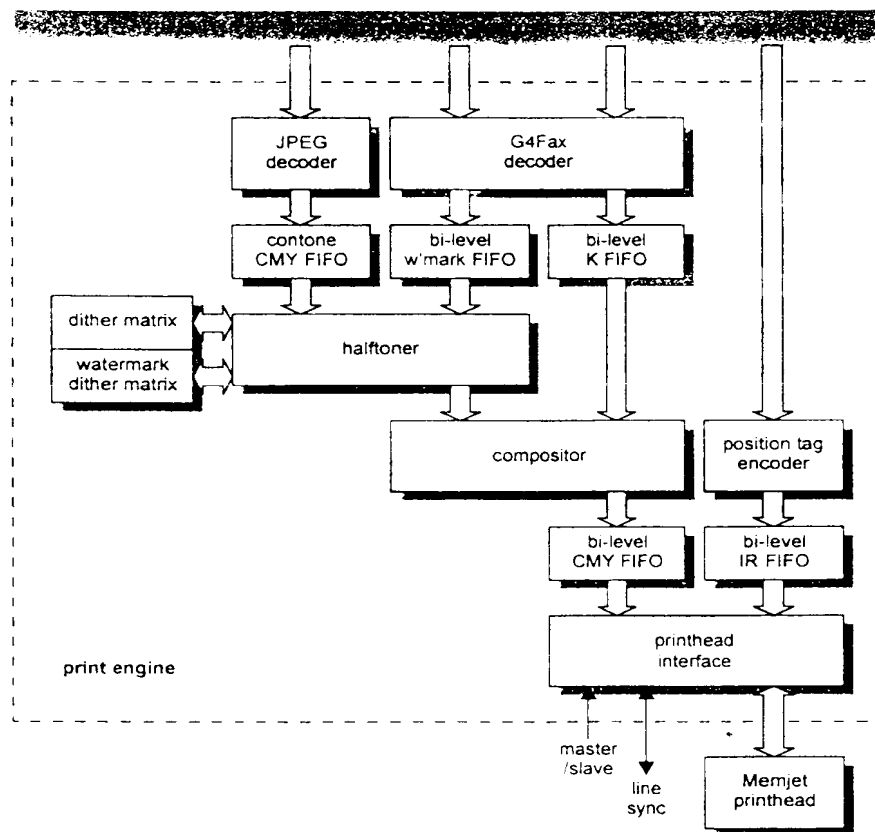 JPEG
decoder
G4Fax
decoder
contone
CMY FIFO
bi-level
w'mark FIFO
bi-level
K FIFO
dither matrix
watermark
dither matrix
halftoner
compositor
position tag
encoder
bi-level
CMY FIFO
bi-level
IR FIFO
printhead
interface
print engine
master
/slave
line
sync
Memjet
printhead